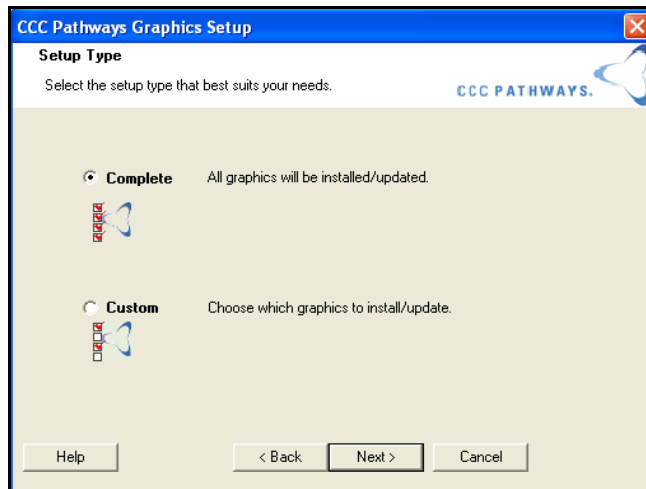 CCC Pathways Graphics Setup
Setup Type
Select the setup type that best suits your needs.
CCC PATHWAYS.
Complete All graphics will be installed/updated.
Custom Choose which graphics to install/update.
Help < Back Next > Cancel